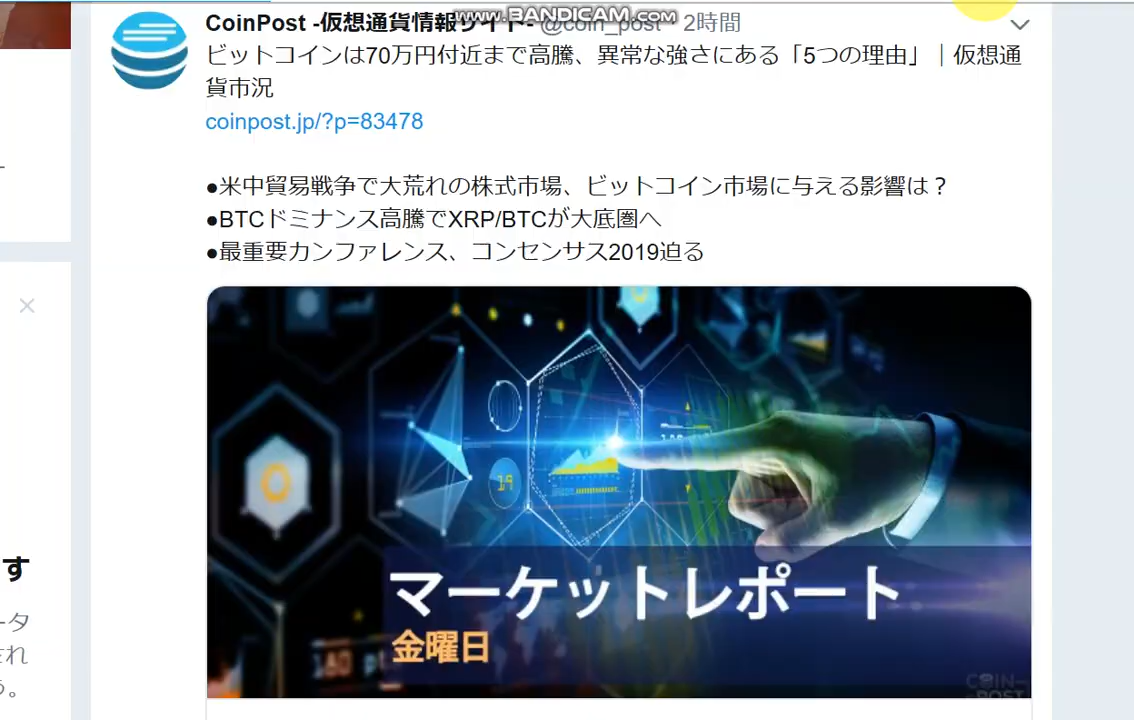 www.BANDICAM.com
CoinPost -仮想通貨情報サイト- @coin_post · 2時間
ビットコインは70万円付近まで高騰、異常な強さにある「5つの理由」｜仮想通
貨市況
coinpost.jp/?p=83478
●米中貿易戦争で大荒れの株式市場、ビットコイン市場に与える影響は？
●BTCドミナンス高騰でXRP/BTCが大底圏へ
●最重要カンファレンス、コンセンサス2019迫る
19
マーケットレポート
金曜日
COIN
POST
す
ータ